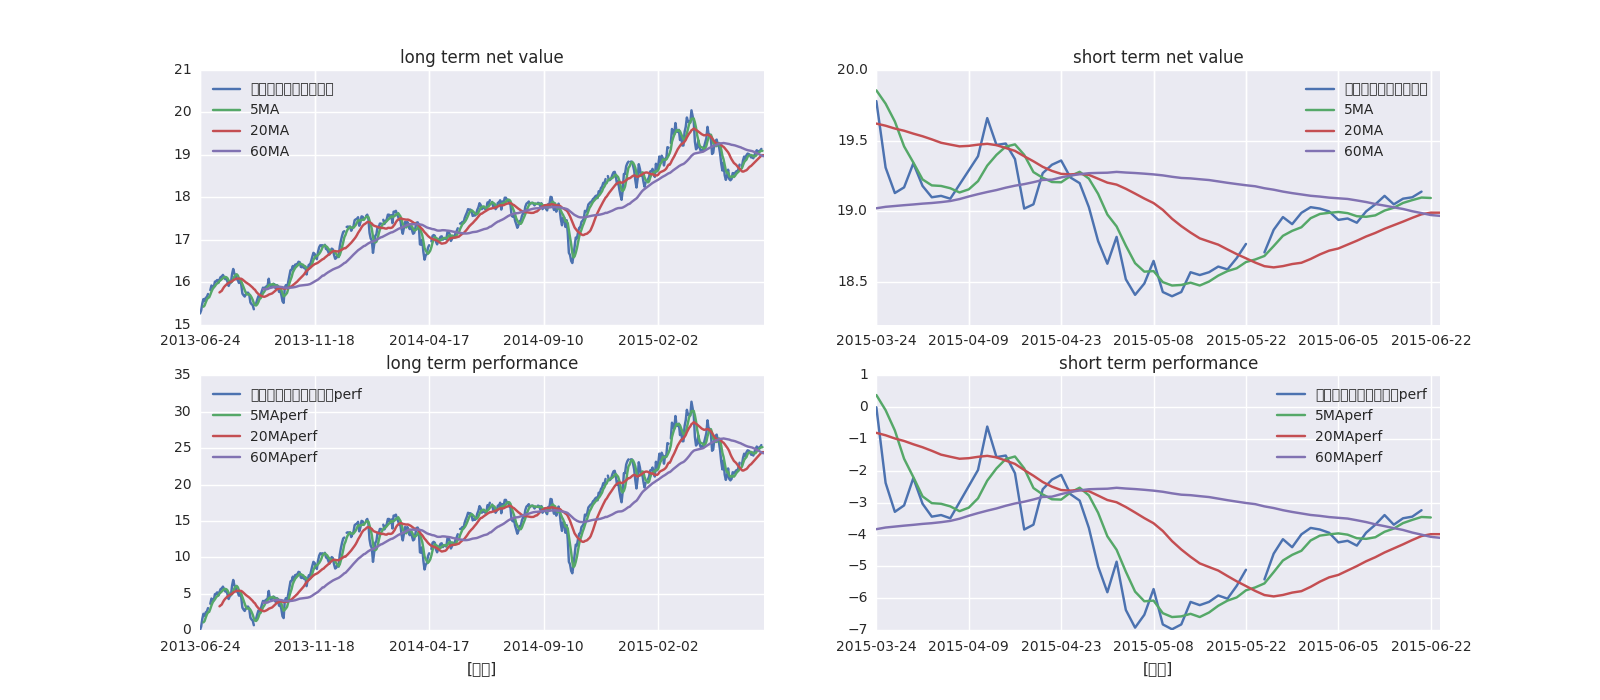 long term net value
21
20
19
18
17
16
15
5MA
20MA
60MA
2013-06-24 2013-11-18 2014-04-17 2014-09-10 2015-02-02
short term net value
20.0
19.5
19.0
18.5
5MA
20MA
60MA
2015-03-24 2015-04-09 2015-04-23 2015-05-08 2015-05-22 2015-06-05 2015-06-22
long term performance
35
30
25
20
15
10
5
0
perf
5MAperf
20MAperf
60MAperf
2013-06-24 2013-11-18 2014-04-17 2014-09-10 2015-02-02
short term performance
1
0
−1
−2
−3
−4
−5
−6
−7
perf
5MAperf
20MAperf
60MAperf
2015-03-24 2015-04-09 2015-04-23 2015-05-08 2015-05-22 2015-06-05 2015-06-22